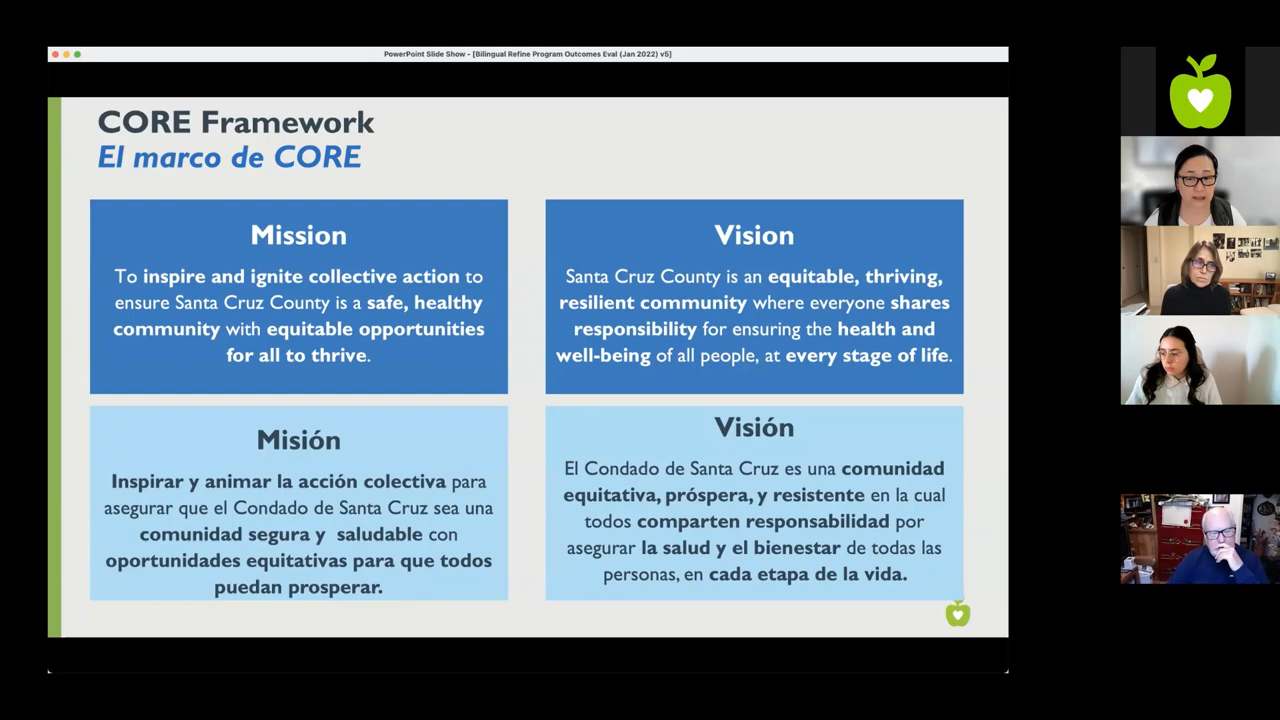 PowerPoint Slide Show - [Bilingual Refine Program Outcomes Eval (Jan 2022) v5]
CORE Framework
El marco de CORE
Mission
To inspire and ignite collective action to
ensure Santa Cruz County is a safe, healthy
community with equitable opportunities
for all to thrive.
Vision
Santa Cruz County is an equitable, thriving,
resilient community where everyone shares
responsibility for ensuring the health and
well-being of all people, at every stage of life.
Misión
Inspirar y animar la acción colectiva para
asegurar que el Condado de Santa Cruz sea una
comunidad segura y saludable con
oportunidades equitativas para que todos
puedan prosperar.
Visión
El Condado de Santa Cruz es una comunidad
equitativa, próspera, y resistente en la cual
todos comparten responsabilidad por
asegurar la salud y el bienestar de todas las
personas, en cada etapa de la vida.